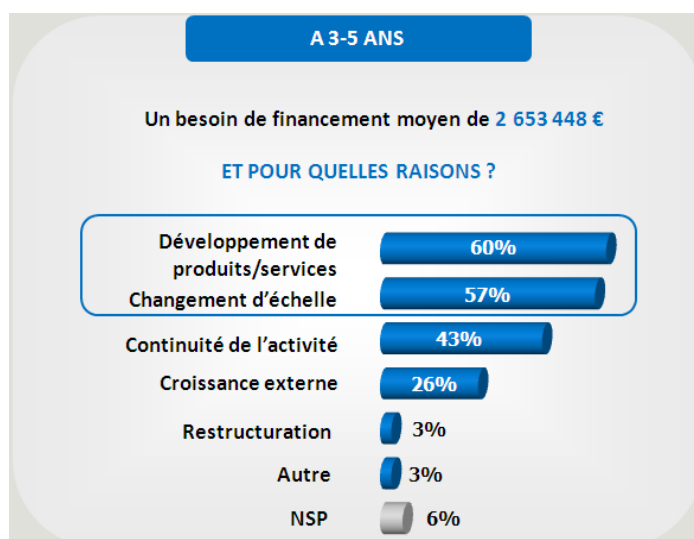 A 3-5 ANS
Un besoin de financement moyen de 2 653 448 €
ET POUR QUELLES RAISONS ?
Développement de
produits/services
60%
Changement d'échelle
57%
Continuité de l'activité
43%
Croissance externe
26%
Restructuration
3%
Autre
3%
NSP
6%